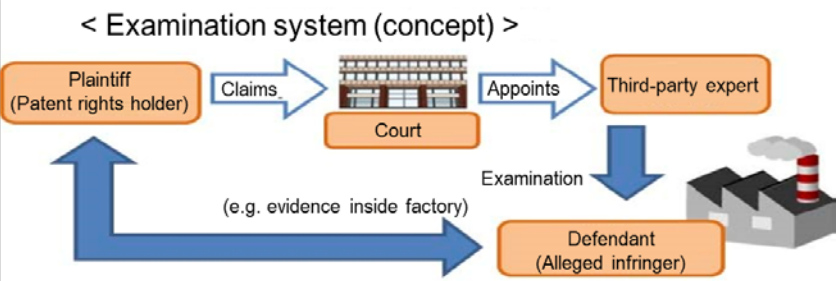 < Examination system (concept) >
Plaintiff
(Patent rights holder)
Claims
Court
Appoints
Third-party expert
Examination
(e.g. evidence inside factory)
Defendant
(Alleged infringer)